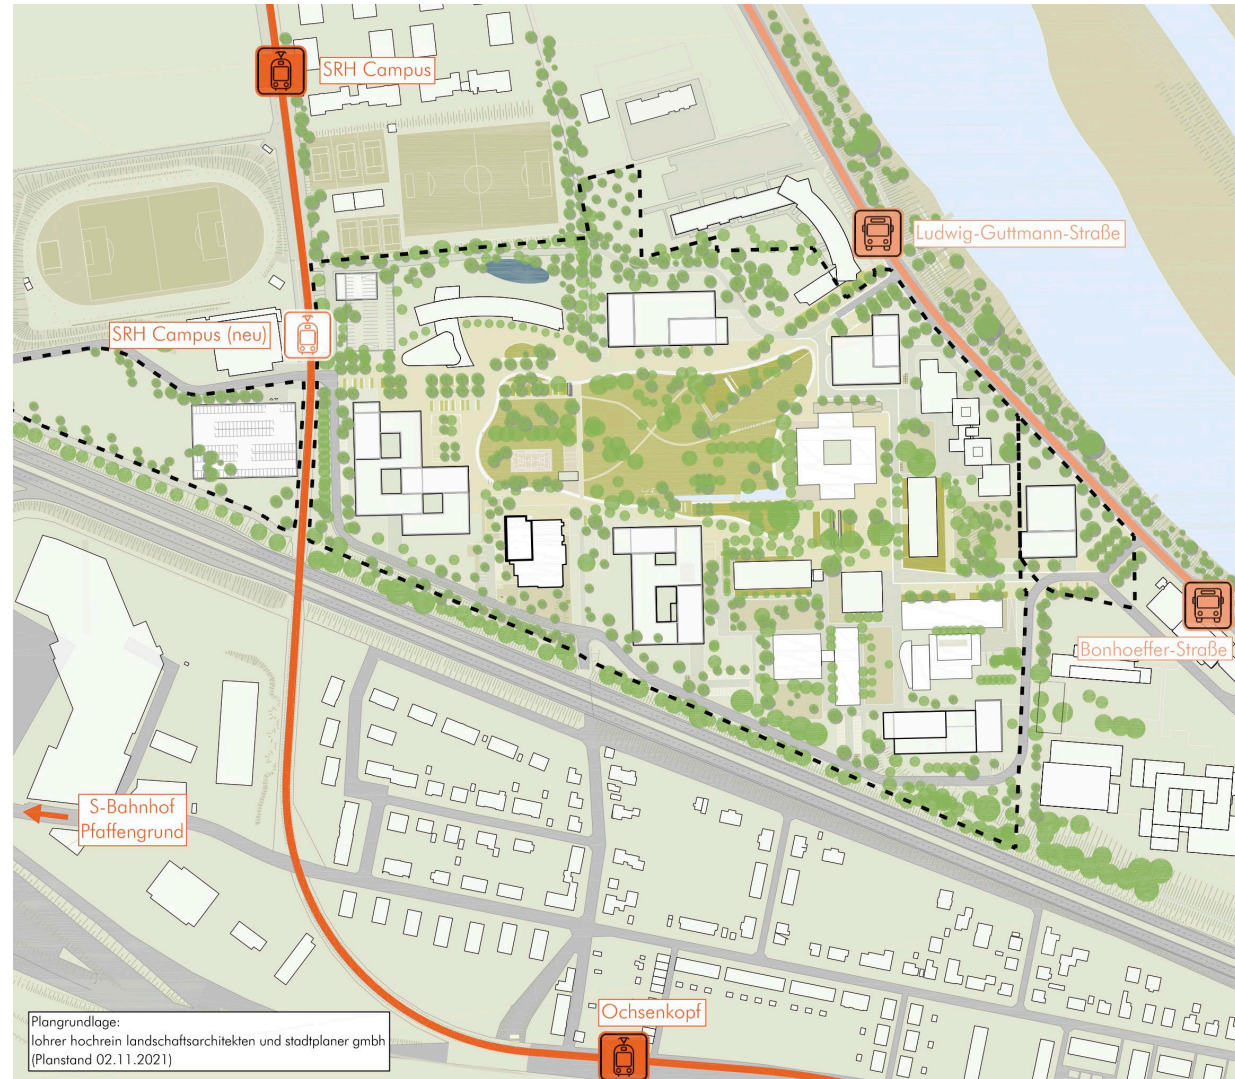 SRH Campus
Ludwig-Guttmann-Straße
SRH Campus (neu)
Bonhoeffer-Straße
S-Bahnhof
Pfaffengrund
Ochsenkopf
Plangrundlage:
lohrer hochrein landschaftsarchitekten und stadtplaner gmbh
(Planstand 02.11.2021)